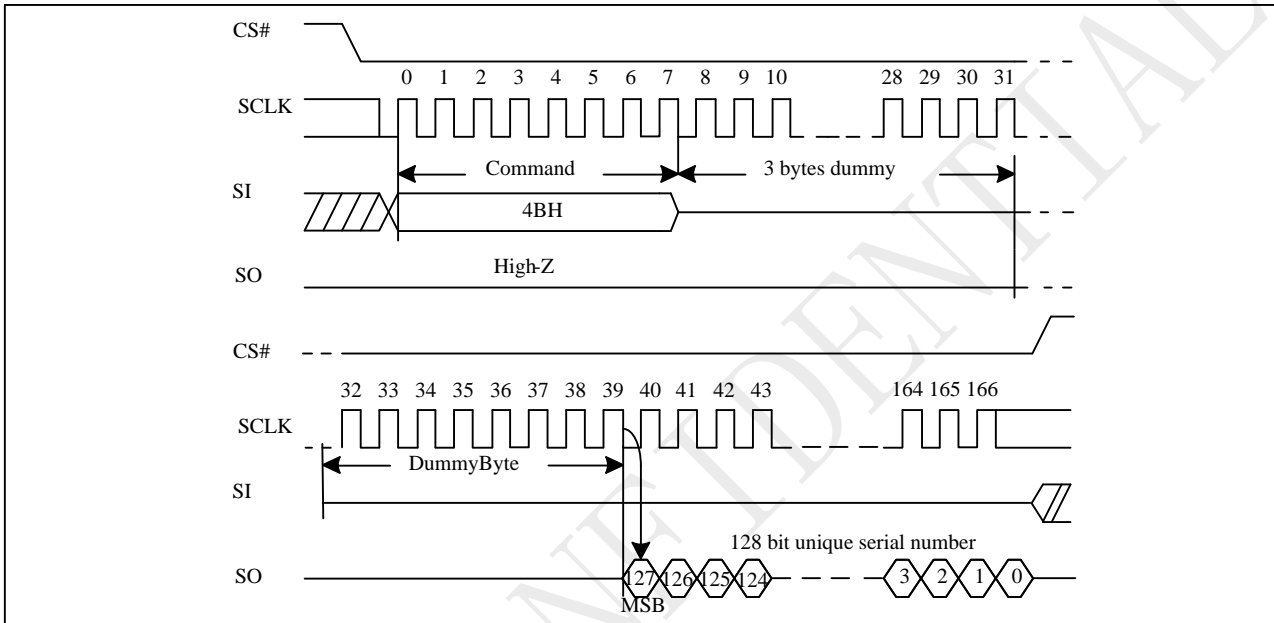 CS#
0 1 2 3 4 5 6 7 8 9 10 28 29 30 31
SCLK
Command 3 bytes dummy
SI
4BH
High-Z
SO
CS#
32 33 34 35 36 37 38 39 40 41 42 43 164 165 166
SCLK
DummyByte
SI
128 bit unique serial number
SO
127 126 125 124 3 2 1 0
MSB